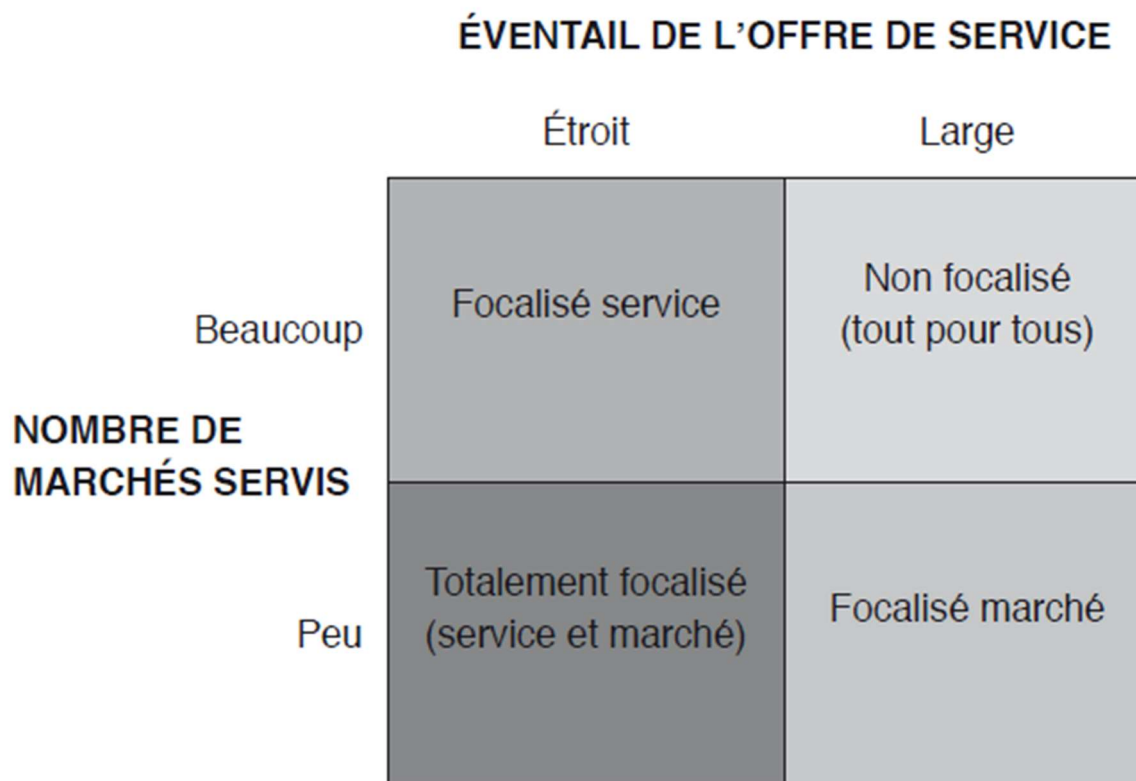 ÉVENTAIL DE L'OFFRE DE SERVICE
Étroit
Large
Focalisé service
Non focalisé
(tout pour tous)
Beaucoup
NOMBRE DE
MARCHÉS SERVIS
Totalement focalisé
(service et marché)
Focalisé marché
Peu